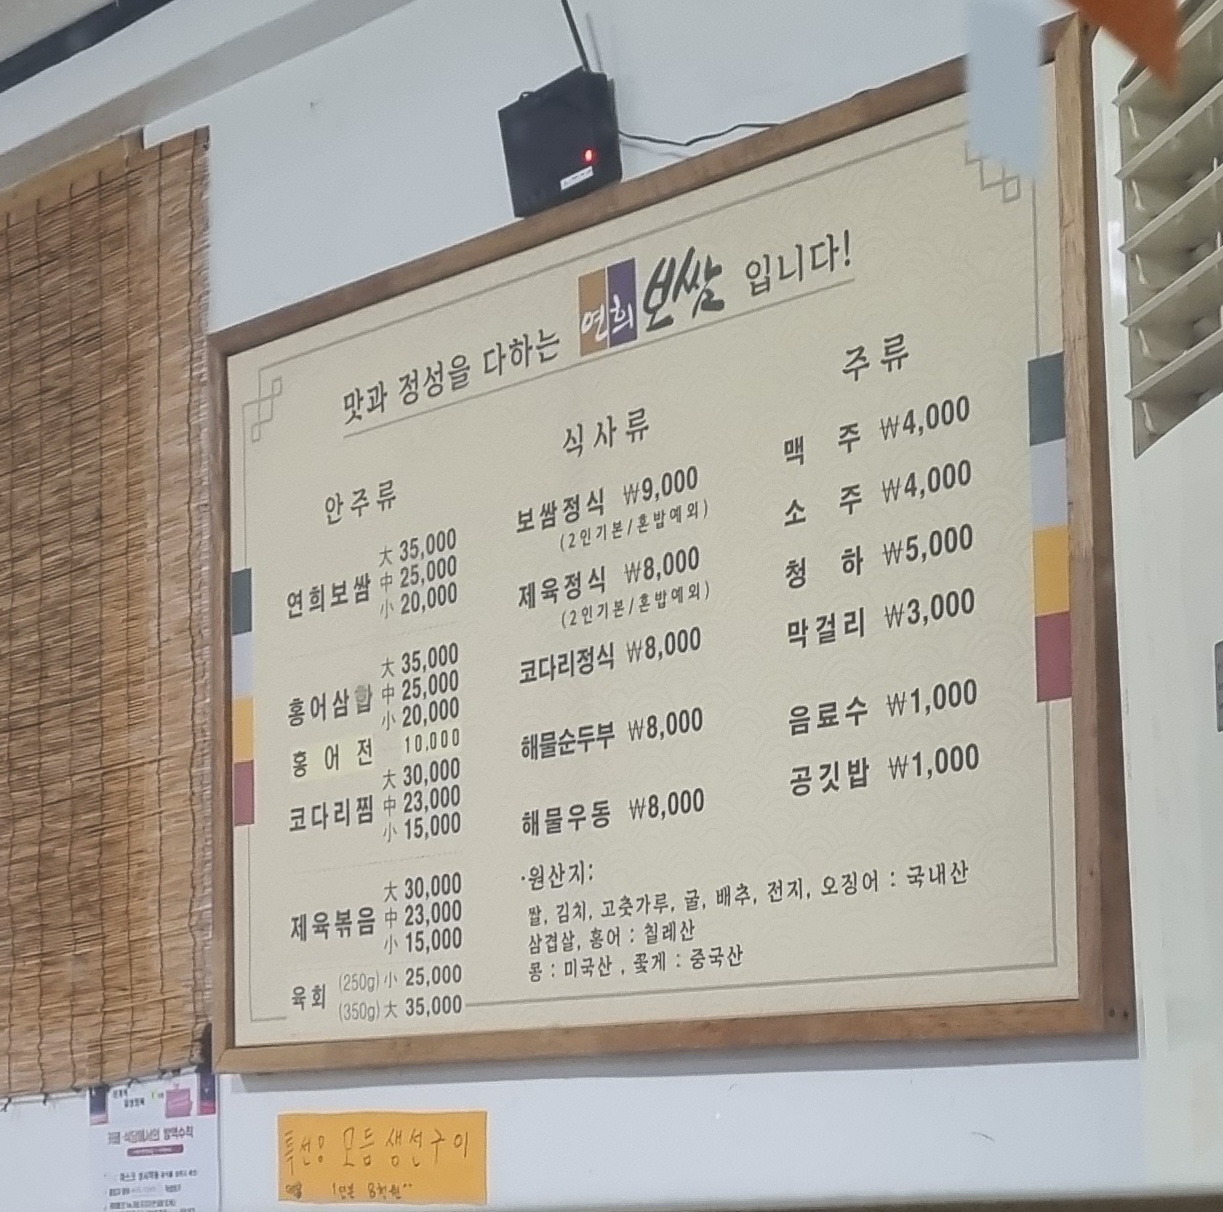 맛과 정성을 다하는 연희보쌈 입니다!
안주류
연희보쌈 大 35,000
中 25,000
小 20,000
홍어삼합 大 35,000
中 25,000
小 20,000
홍어전 10,000
코다리찜 大 30,000
中 23,000
小 15,000
제육볶음 大 30,000
中 23,000
小 15,000
육회 (250g) 小 25,000
(350g) 大 35,000
식사류
보쌈정식 ₩9,000
(2인기본/혼밥예외)
제육정식 ₩8,000
(2인기본/혼밥예외)
코다리정식 ₩8,000
해물순두부 ₩8,000
해물우동 ₩8,000
주류
맥주 ₩4,000
소주 ₩4,000
청하 ₩5,000
막걸리 ₩3,000
음료수 ₩1,000
공깃밥 ₩1,000
·원산지:
쌀, 김치, 고춧가루, 굴, 배추, 전지, 오징어 : 국내산
삼겹살, 홍어 : 칠레산
콩 : 미국산 , 꽃게 : 중국산
모듬 생선구이